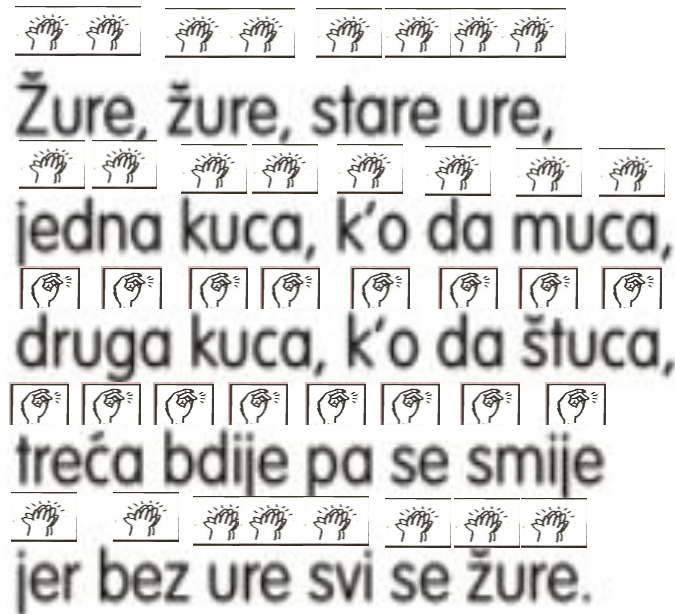 Žure, žure, stare ure,
jedna kuca, k’o da muca,
druga kuca, k’o da štuca,
treća bdije pa se smije
jer bez ure svi se žure.